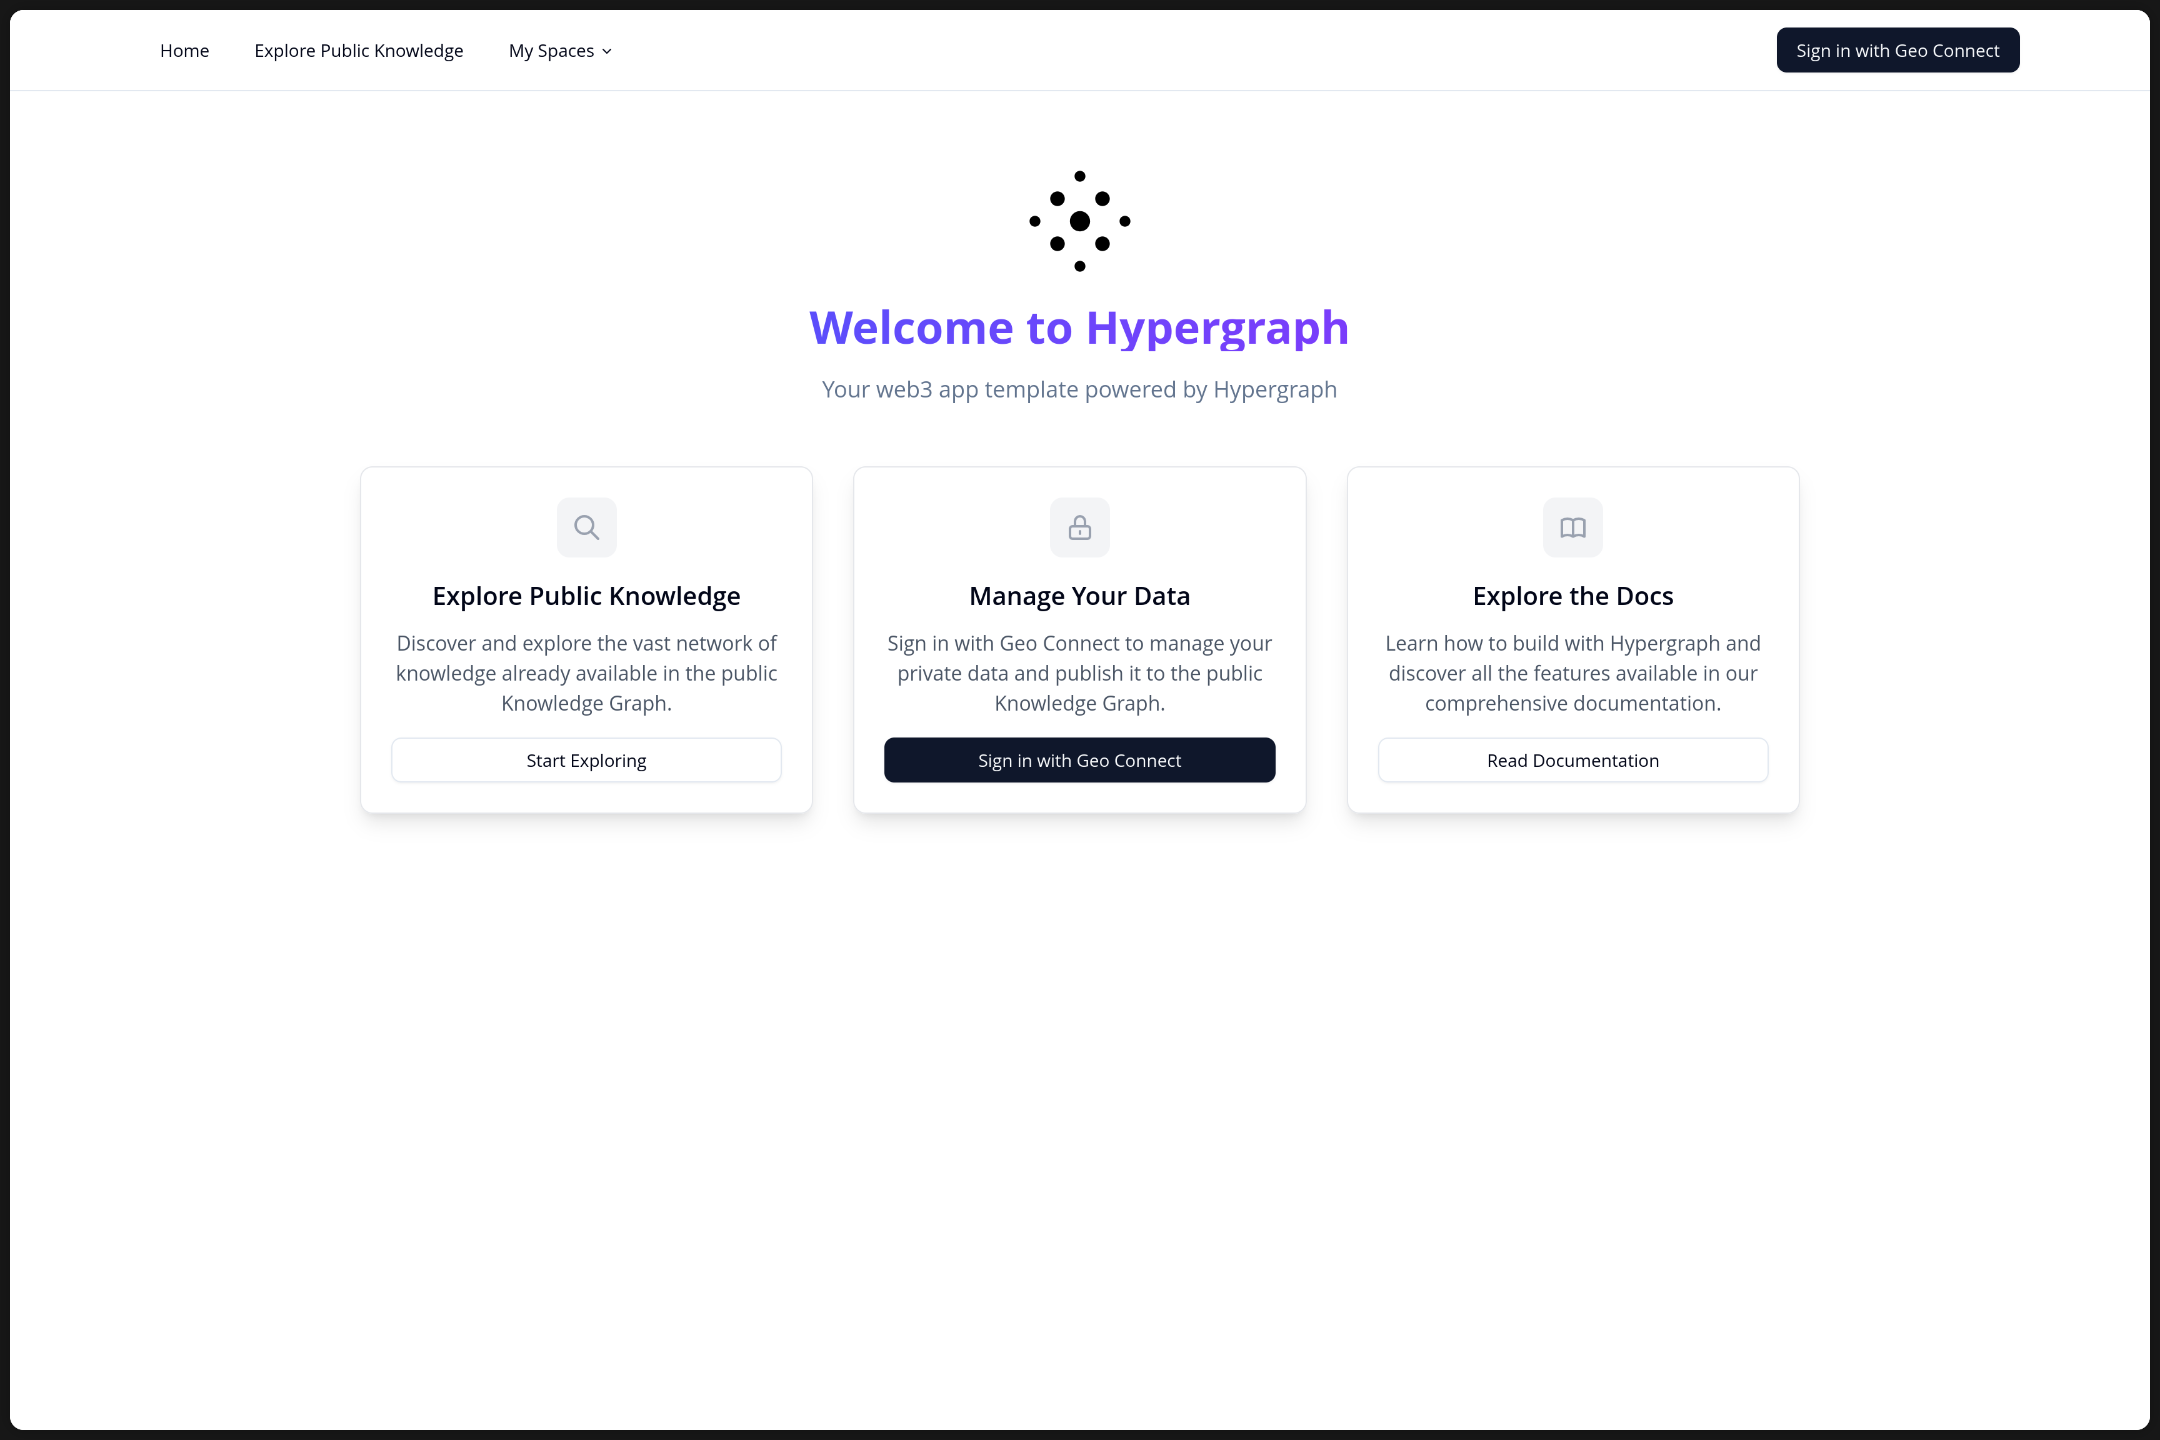 Home
Explore Public Knowledge
My Spaces
Sign in with Geo Connect
Welcome to Hypergraph
Your web3 app template powered by Hypergraph
Explore Public Knowledge
Discover and explore the vast network of
knowledge already available in the public
Knowledge Graph.
Start Exploring
Manage Your Data
Sign in with Geo Connect to manage your
private data and publish it to the public
Knowledge Graph.
Sign in with Geo Connect
Explore the Docs
Learn how to build with Hypergraph and
discover all the features available in our
comprehensive documentation.
Read Documentation